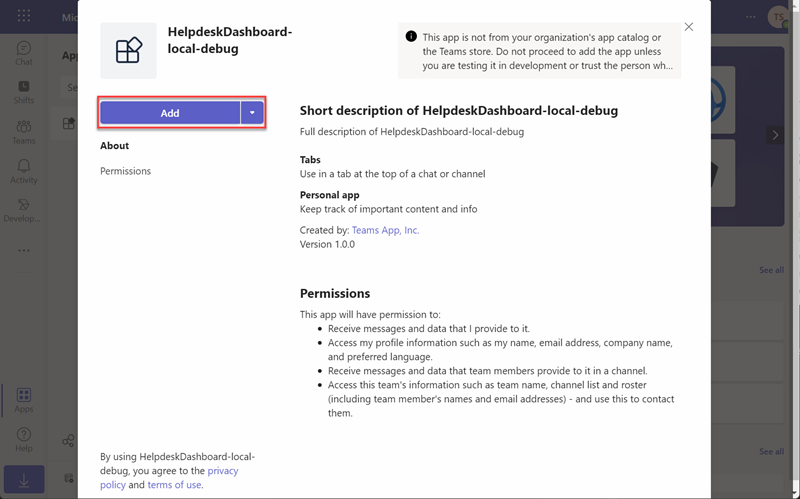 Mic
TS
Chat
Shifts
Teams
Activity
Develop...
Apps
Help
App
Se
HelpdeskDashboard-
local-debug
This app is not from your organization's app catalog or
the Teams store. Do not proceed to add the app unless
you are testing it in development or trust the person wh...
Add
About
Permissions
Short description of HelpdeskDashboard-local-debug
Full description of HelpdeskDashboard-local-debug
Tabs
Use in a tab at the top of a chat or channel
Personal app
Keep track of important content and info
Created by: Teams App, Inc.
Version 1.0.0
Permissions
This app will have permission to:
• Receive messages and data that I provide to it.
• Access my profile information such as my name, email address, company name,
and preferred language.
• Receive messages and data that team members provide to it in a channel.
• Access this team's information such as team name, channel list and roster
(including team member's names and email addresses) - and use this to contact
them.
By using HelpdeskDashboard-local-
debug, you agree to the privacy
policy and terms of use.
See all
See all